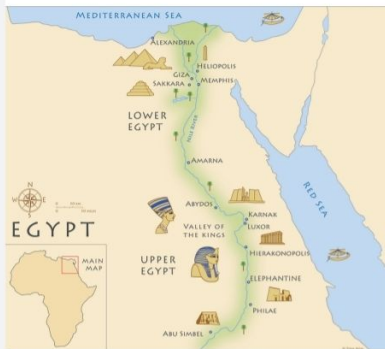 MEDITERRANEAN SEA
ALEXANDRIA
HELIOPOLIS
GIZA
SAKKARA
MEMPHIS
LOWER
EGYPT
NILE RIVER
AMARNA
N
W
E
S
RED SEA
ABYDOS
KARNAK
LUXOR
VALLEY OF
THE KINGS
EGYPT
HIERAKONOPOLIS
MAIN
MAP
UPPER
EGYPT
ELEPHANTINE
PHILAE
ABU SIMBEL